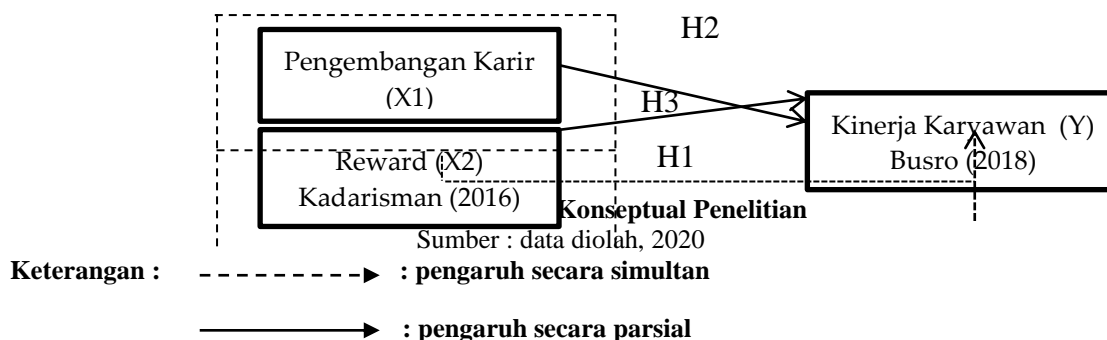 H2
Pengembangan Karir
(X1)
H3
Kinerja Karyawan (Y)
Busro (2018)
Reward (X2)
Kadarisman (2016)
H1
Konseptual Penelitian
Sumber : data diolah, 2020
Keterangan : : pengaruh secara simultan
: pengaruh secara parsial